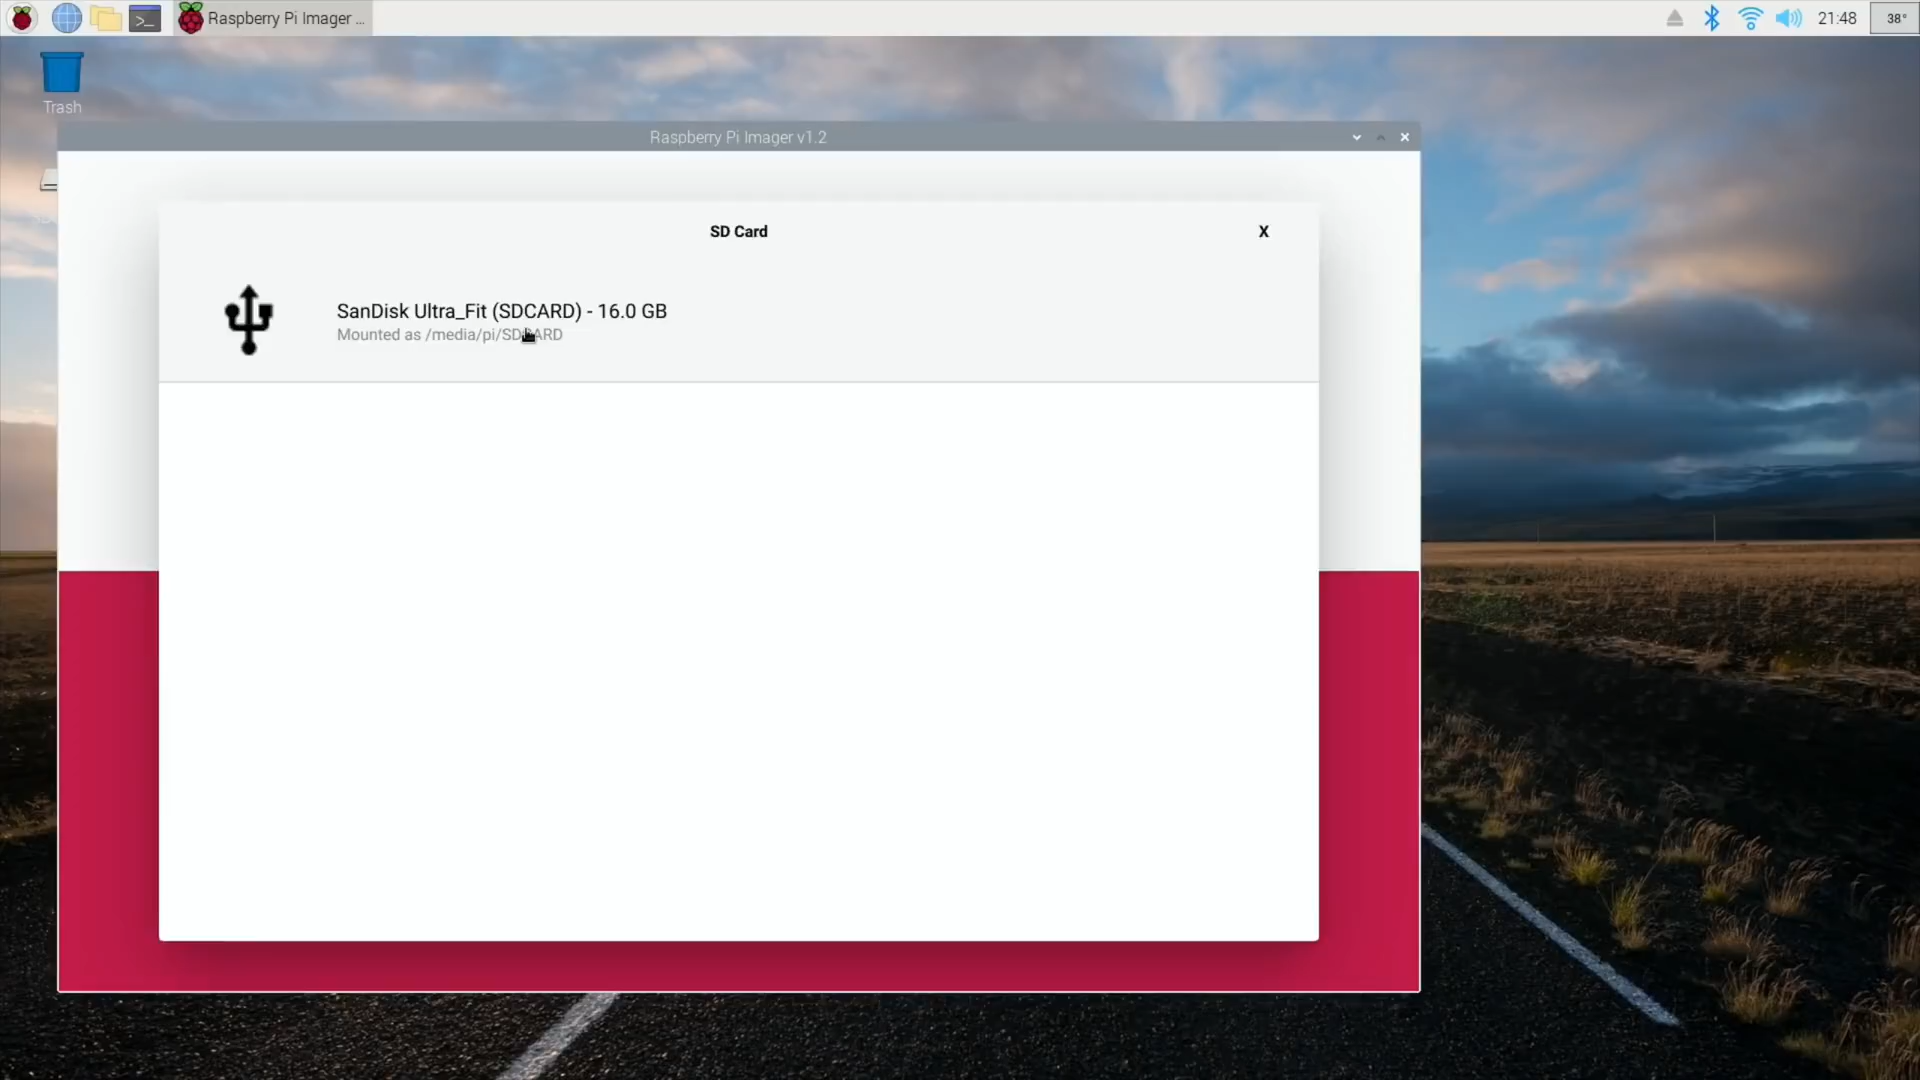 Raspberry Pi Imager ...
21:48
38°
Trash
Raspberry Pi Imager v1.2
SD Card
X
SanDisk Ultra_Fit (SDCARD) - 16.0 GB
Mounted as /media/pi/SDCARD